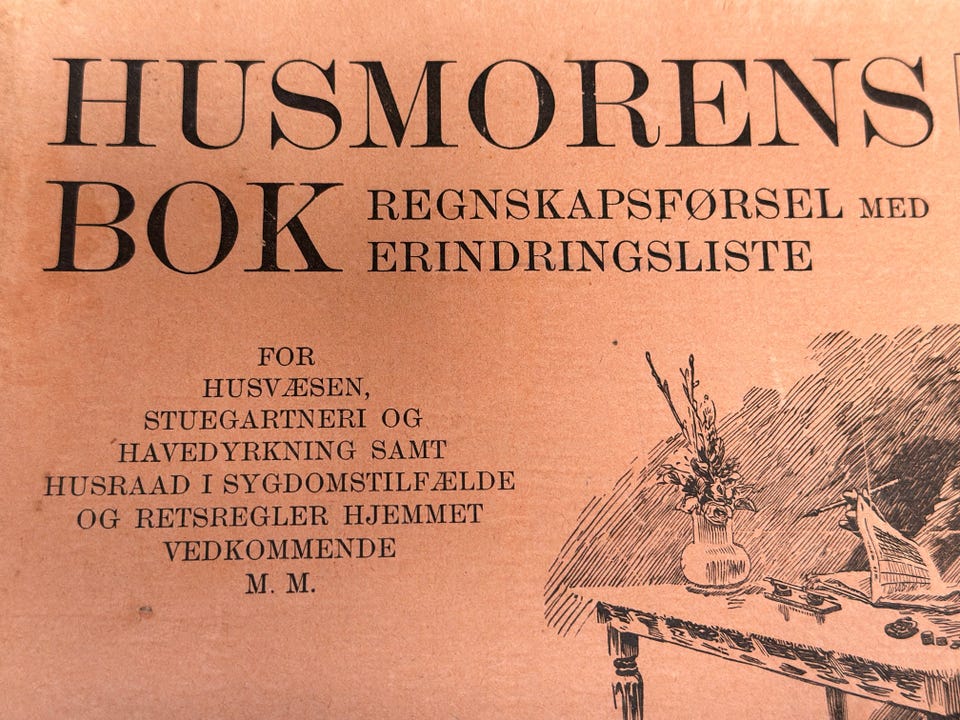 HUSMORENS
BOK REGNSKAPSFØRSEL MED
ERINDRINGSLISTE
FOR
HUSVÆSEN,
STUEGARTNERI OG
HAVEDYRKNING SAMT
HUSRAAD I SYGDOMSTILFÆLDE
OG RETSREGLER HJEMMET
VEDKOMMENDE
M. M.